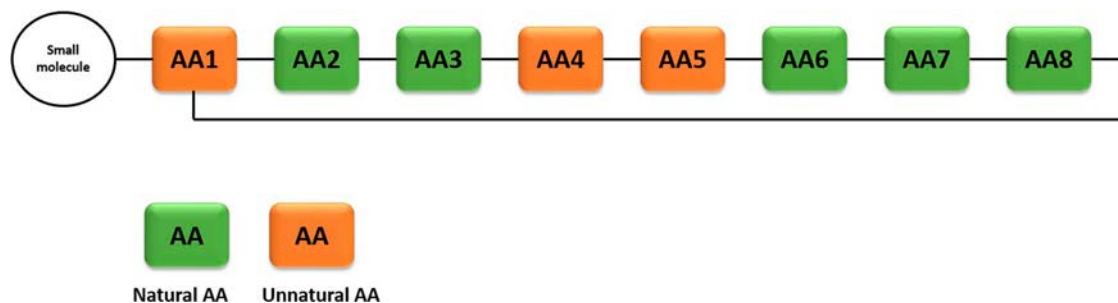 Small
molecule
AA1 AA2 AA3 AA4 AA5 AA6 AA7 AA8
AA AA
Natural AA Unnatural AA